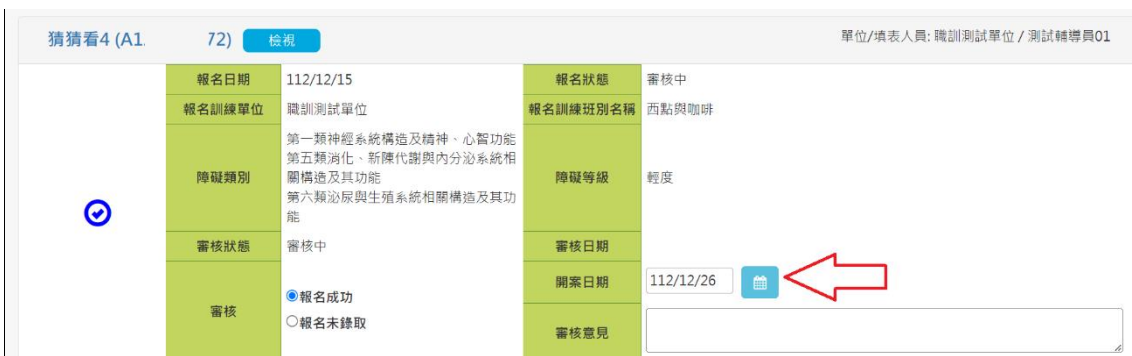 猜猜看4 (A1. 72) 檢視 單位/填表人員: 職訓測試單位 / 測試輔導員01
報名日期 112/12/15 報名狀態 審核中
報名訓練單位 職訓測試單位 報名訓練班別名稱 西點與咖啡
障礙類別 第一類神經系統構造及精神、心智功能
第五類消化、新陳代謝與內分泌系統相
關構造及其功能
第六類泌尿與生殖系統相關構造及其功
能
障礙等級 輕度
審核狀態 審核中 審核日期
審核 報名成功
報名未錄取
開案日期 112/12/26
審核意見